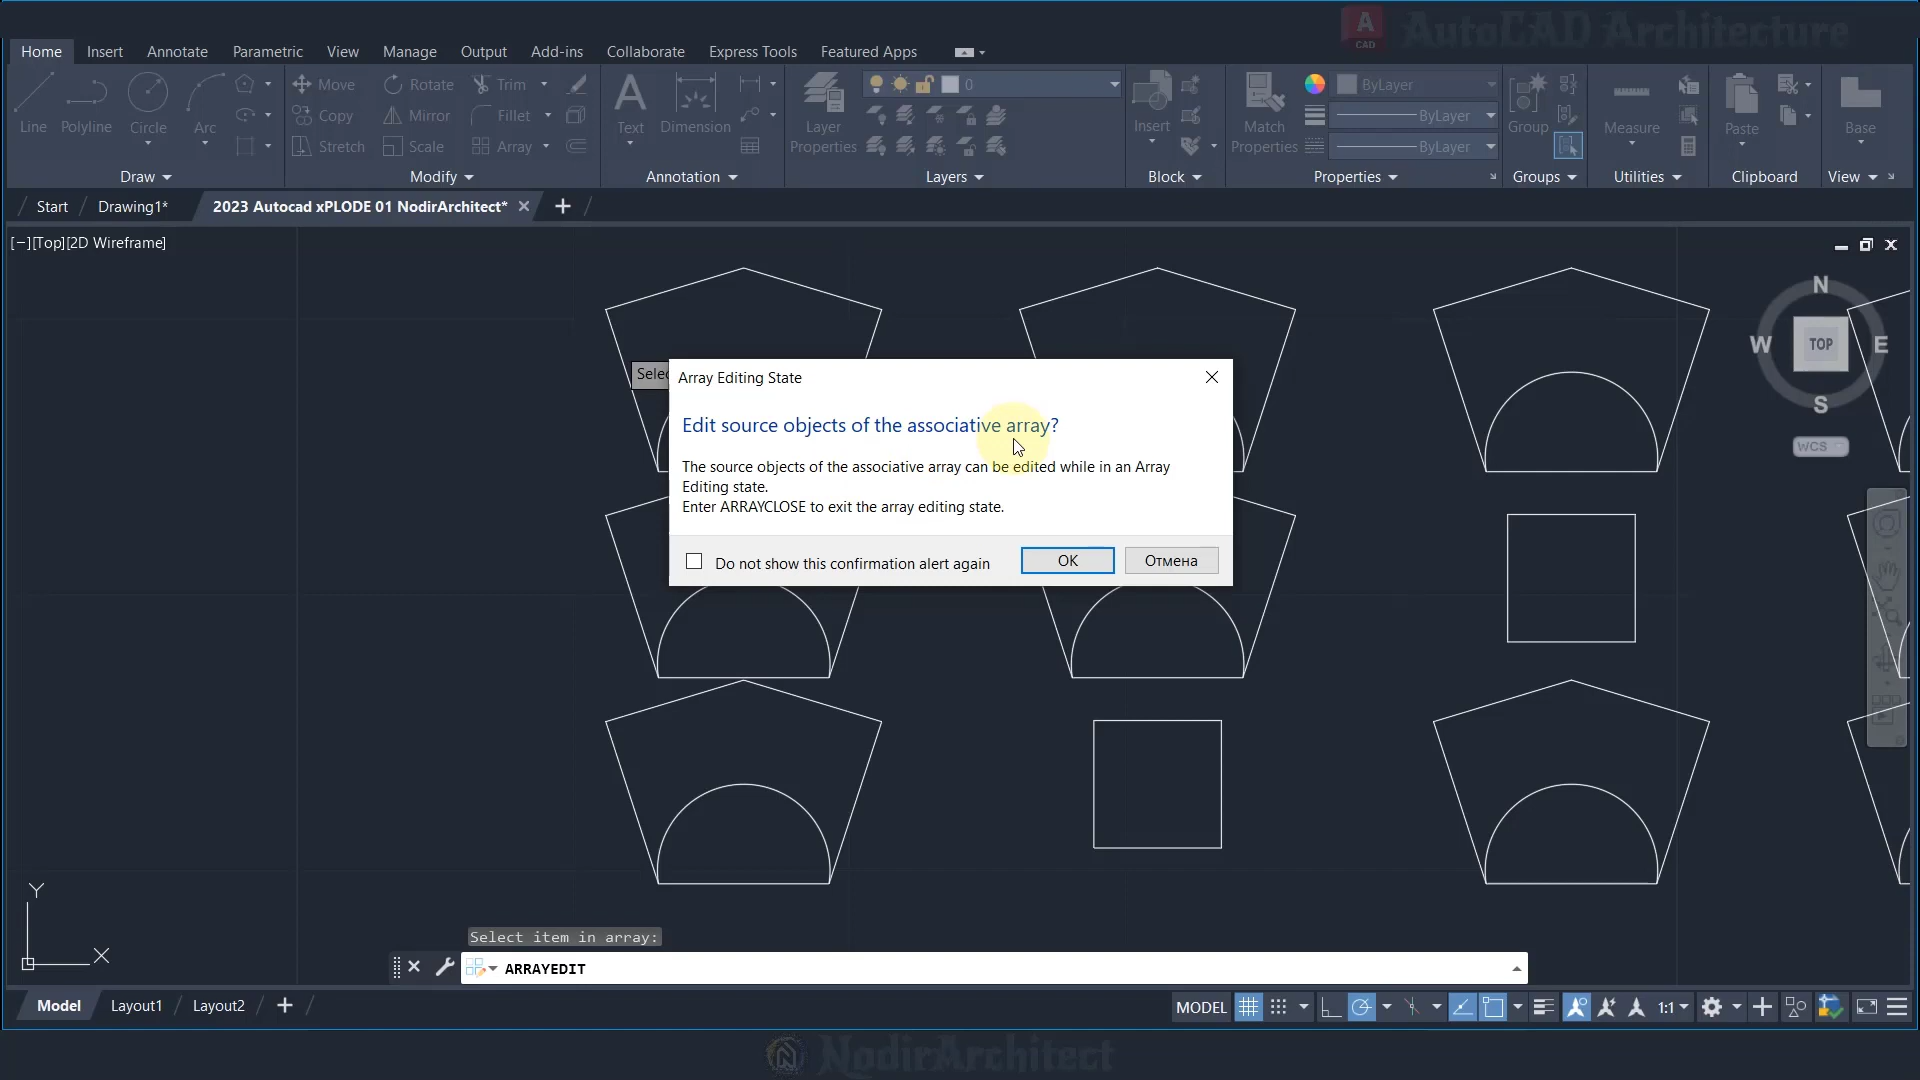 A CAD AutoCAD Architecture
Home Insert Annotate Parametric View Manage Output Add-ins Collaborate Express Tools Featured Apps
Line Polyline Circle Arc
Move Rotate Trim
Copy Mirror Fillet
Stretch Scale Array
Text Dimension
Layer Properties
0
Insert
Match Properties
ByLayer
ByLayer
ByLayer
Group
Measure
Paste
Base
Draw Modify Annotation Layers Block Properties Groups Utilities Clipboard View
Start Drawing1* 2023 Autocad xPLODE 01 NodirArchitect*
[−][Top][2D Wireframe]
N
W TOP E
S
WCS
Selec
Array Editing State
Edit source objects of the associative array?
The source objects of the associative array can be edited while in an Array
Editing state.
Enter ARRAYCLOSE to exit the array editing state.
Do not show this confirmation alert again OK Отмена
Y
X
Select item in array:
ARRAYEDIT
Model Layout1 Layout2 +
MODEL 1:1
NodirArchitect